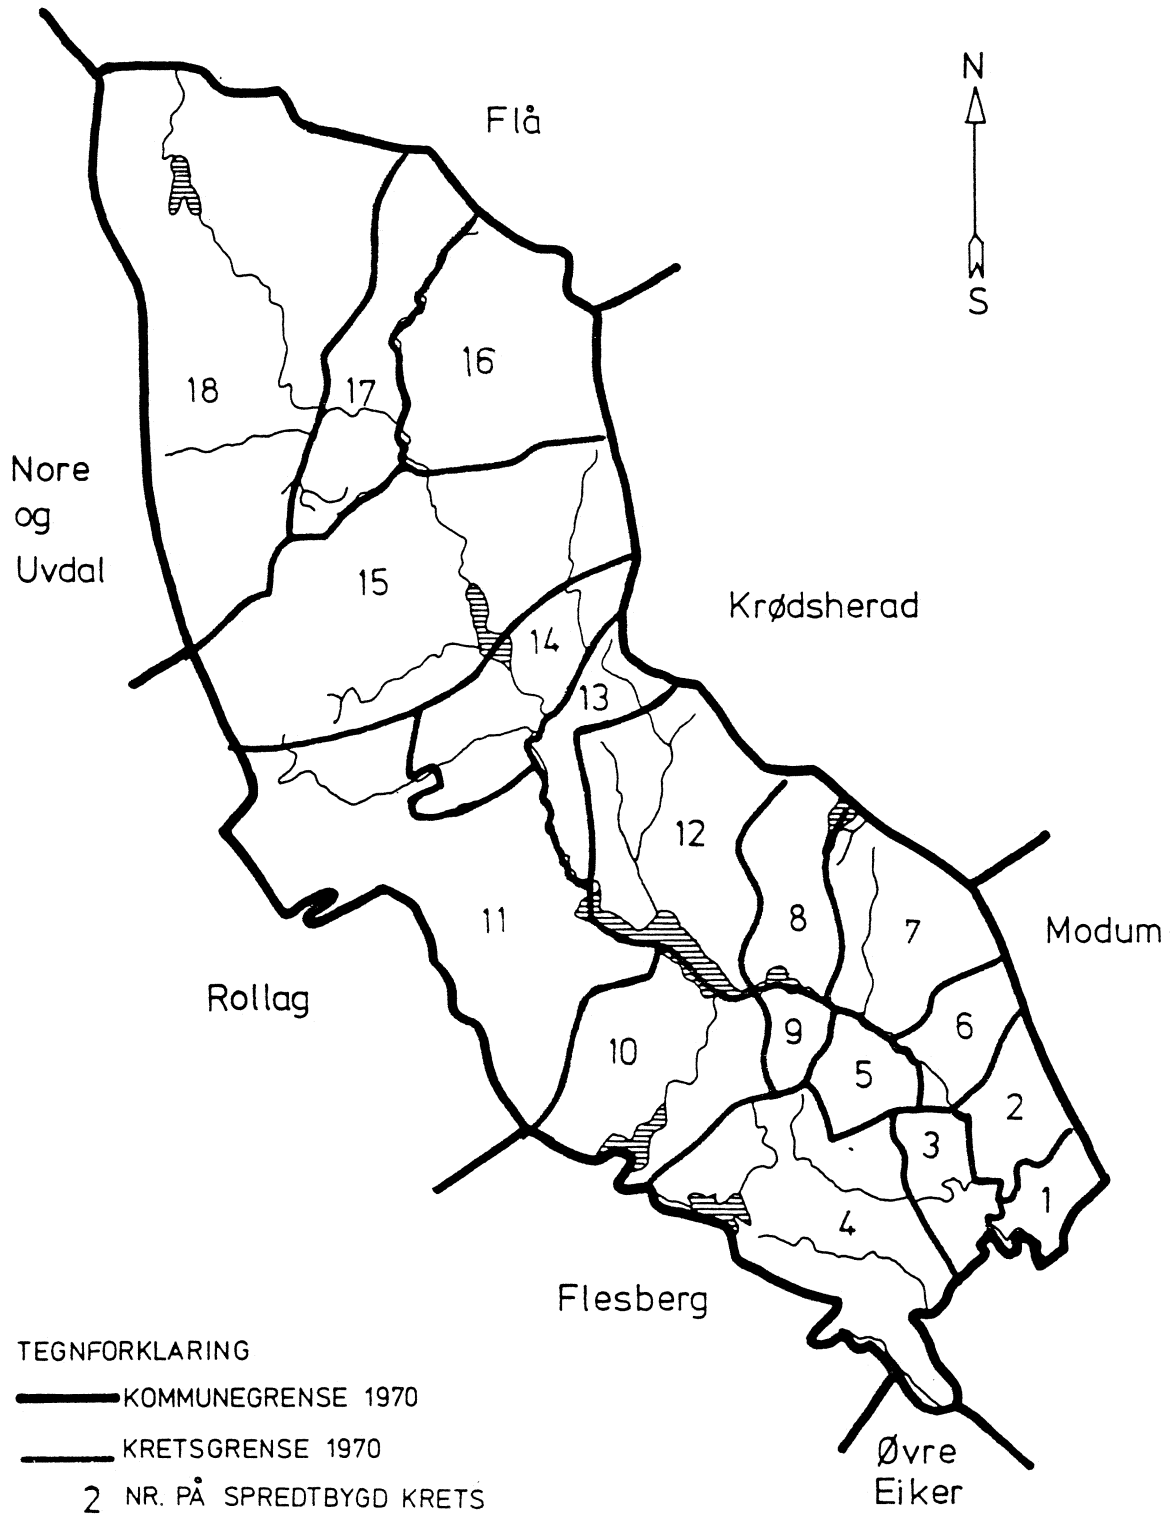 N
Flå
S
16
18
17
Nore
og
Uvdal
15
Krødsherad
14
13
12
11
8
7
Modum
Rollag
10
9
6
5
2
3
1
4
Flesberg
TEGNFORKLARING
KOMMUNEGRENSE 1970
KRETSGRENSE 1970
2 NR. PÅ SPREDTBYGD KRETS
Øvre
Eiker